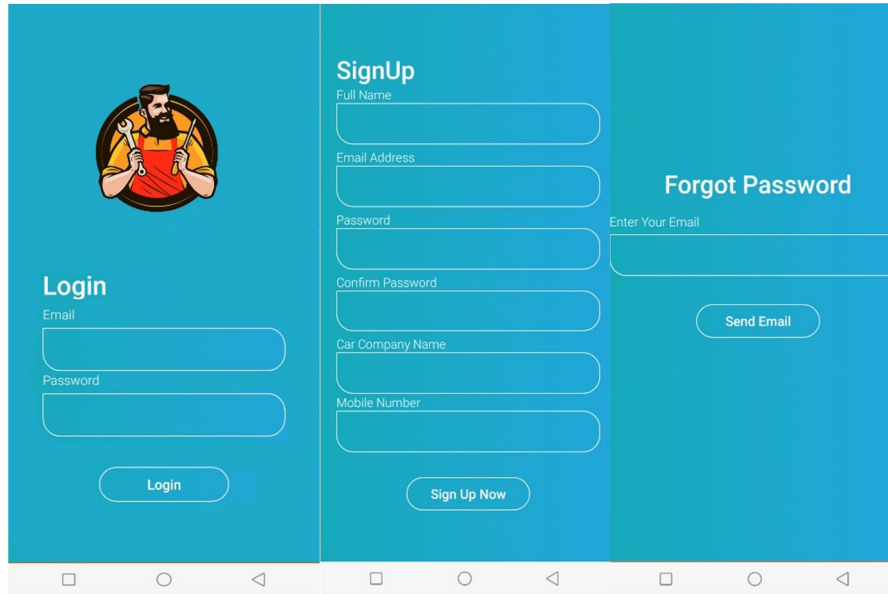 Login
Email
Password
Login
SignUp
Full Name
Email Address
Password
Confirm Password
Car Company Name
Mobile Number
Sign Up Now
Forgot Password
Enter Your Email
Send Email